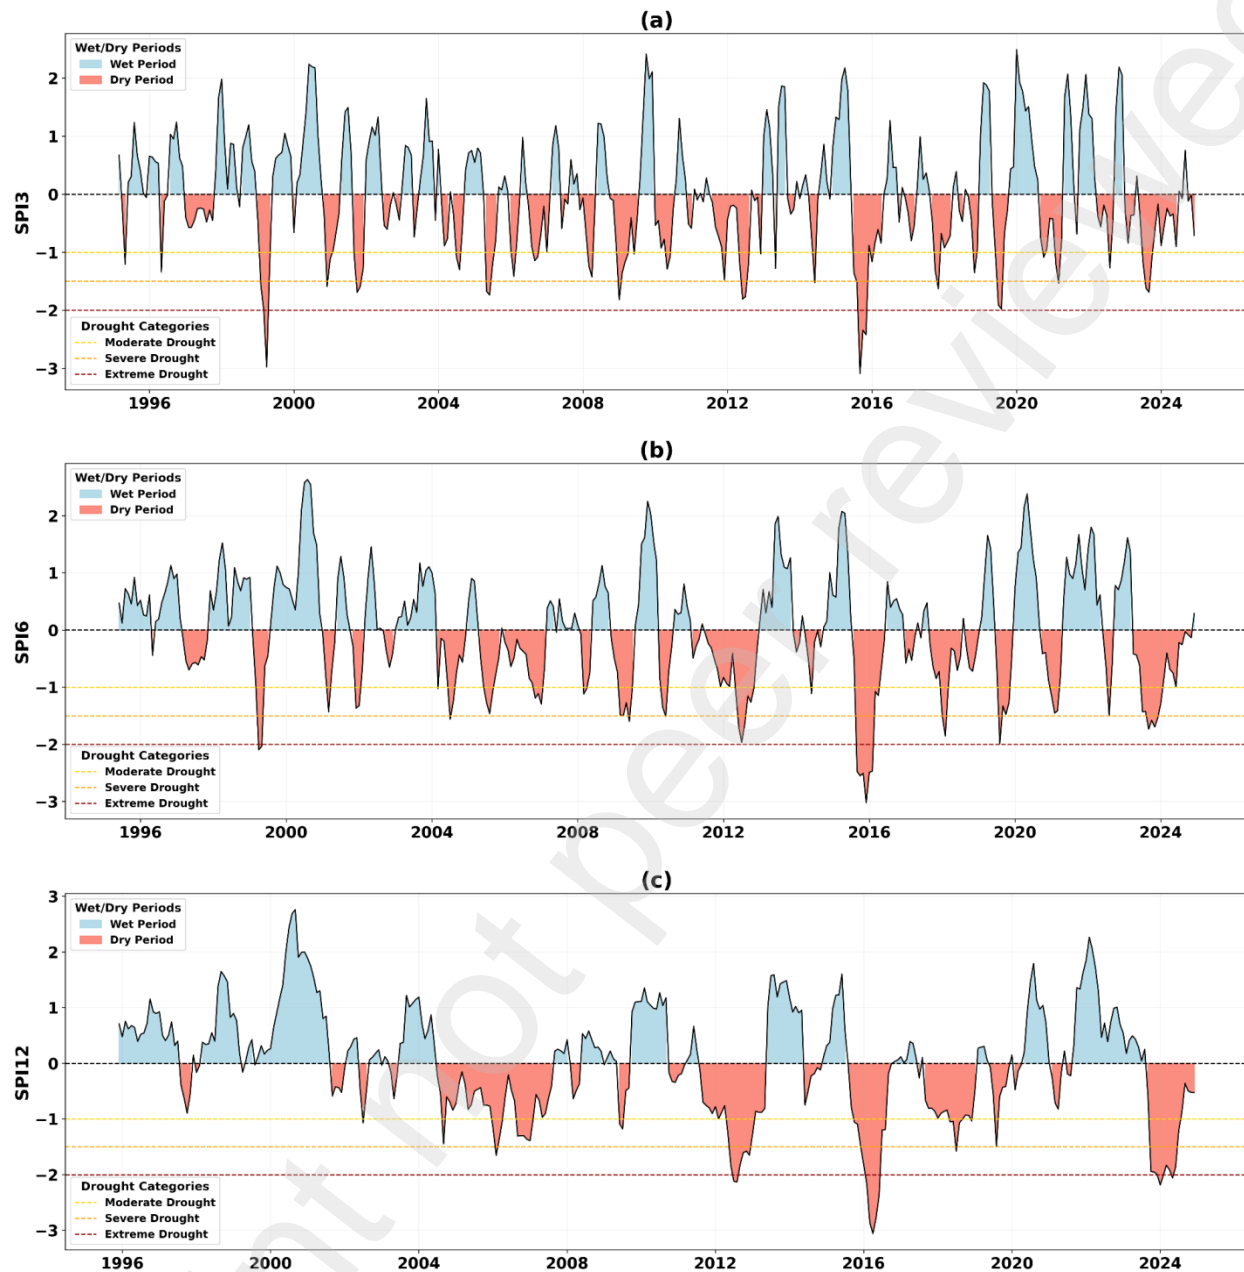 (a)
Wet/Dry Periods
Wet Period
Dry Period
SPI3
2
1
0
−1
−2
−3
Drought Categories
Moderate Drought
Severe Drought
Extreme Drought
1996 2000 2004 2008 2012 2016 2020 2024
(b)
Wet/Dry Periods
Wet Period
Dry Period
SPI6
2
1
0
−1
−2
−3
Drought Categories
Moderate Drought
Severe Drought
Extreme Drought
1996 2000 2004 2008 2012 2016 2020 2024
(c)
Wet/Dry Periods
Wet Period
Dry Period
SPI12
3
2
1
0
−1
−2
−3
Drought Categories
Moderate Drought
Severe Drought
Extreme Drought
1996 2000 2004 2008 2012 2016 2020 2024
not peer reviewed